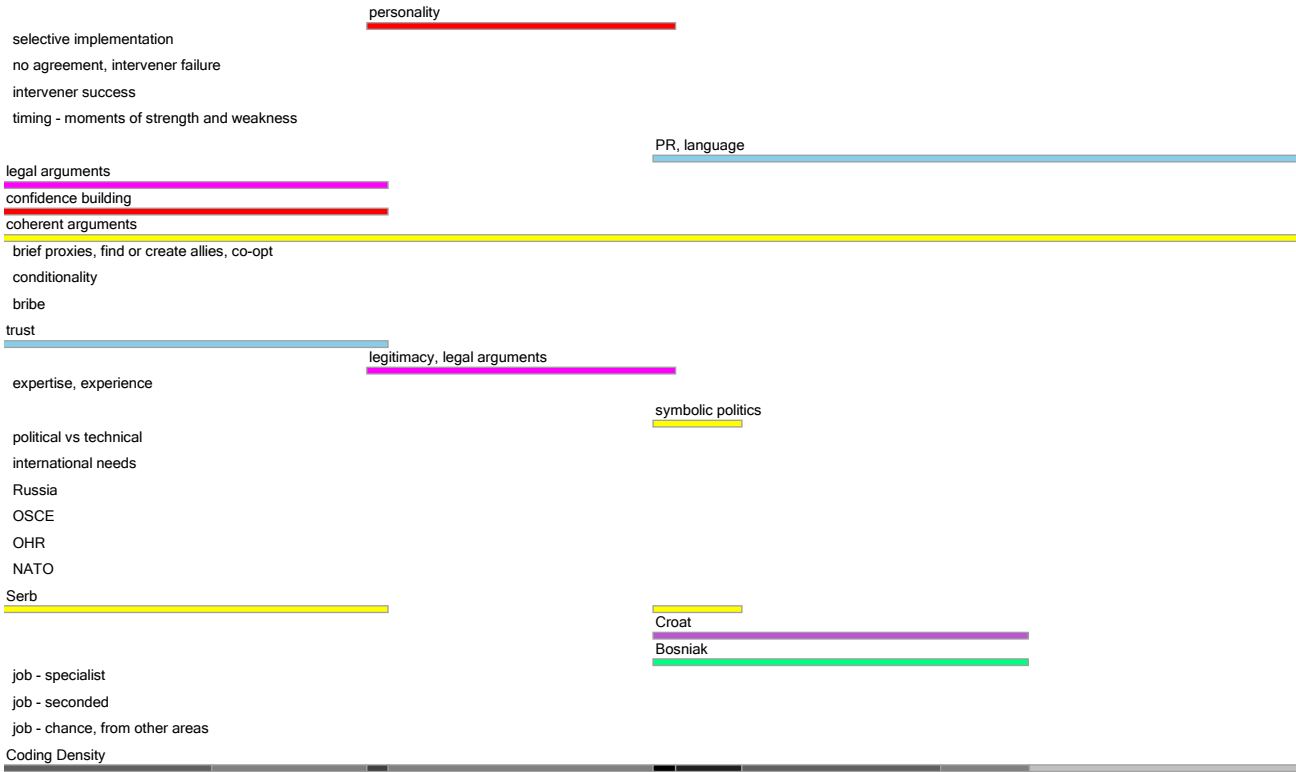 personality
selective implementation
no agreement, intervener failure
intervener success
timing - moments of strength and weakness
PR, language
legal arguments
confidence building
coherent arguments
brief proxies, find or create allies, co-opt
conditionality
bribe
trust
legitimacy, legal arguments
expertise, experience
symbolic politics
political vs technical
international needs
Russia
OSCE
OHR
NATO
Serb
Croat
Bosniak
job - specialist
job - seconded
job - chance, from other areas
Coding Density